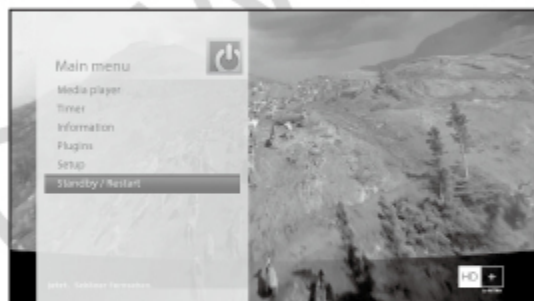 Main menu
Media player
Timer
Information
Plugins
Setup
Standby / Restart
HD +